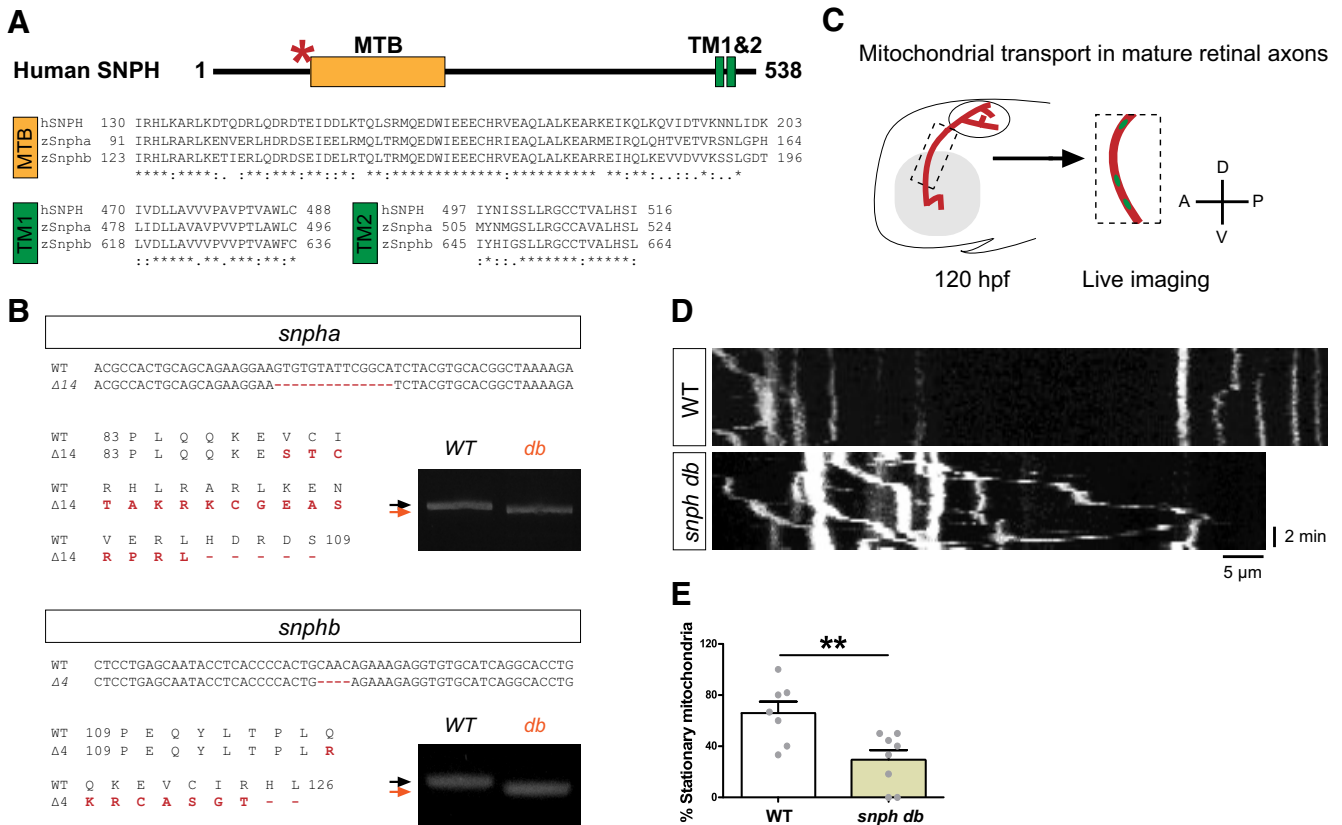 A
MTB
TM1&2
Human SNPH 1 538
*
MTB
hSNPH 130 IRHLKARLKDTQDRLQDRDTEIDDLKTQLSRMQEDWIEEECHRVEAQLALKEARKEIKQLKQVIDTVKNNLIDK 203
zSnpha 91 IRHLRARLKENVERLHDRDSEIEELRMQLTRMQEDWIEEECHRIEAQLALKEARMEIRQLQHTVETVRSNLGPH 164
zSnphb 123 IRHLRARLKETIERLQDRDSEIDELRTQLTRMQEDWIEEECHRVEAQLALKEARREIHQLKEVVDVVKSSLGDT 196
TM1
hSNPH 470 IVDLLAVVVPAVPTVAWLC 488
zSnpha 478 LIDLLAVAVPVVPTLAWLC 496
zSnphb 618 LVDLLAVVVPVVPTVAWFC 636
::*****.**.***:**:*
TM2
hSNPH 497 IYNISSLLRGCCTVALHSI 516
zSnpha 505 MYNMGSLLRGCCAVALHSL 524
zSnphb 645 IYHIGSLLRGCCTVALHSL 664
:*::.*******:*****:
B
snpha
WT ACGCCACTGCAGCAGAAGGAAGTGTGTATTCGGCATCTACGTGCACGGCTAAAAGA
Δ14 ACGCCACTGCAGCAGAAGGAA--------------TCTACGTGCACGGCTAAAAGA
WT 83 P L Q Q K E V C I
Δ14 83 P L Q Q K E S T C
WT R H L R A R L K E N
Δ14 T A K R K C G E A S
WT V E R L H D R D S 109
Δ14 R P R L - - - - -
WT db
snphb
WT CTCCTGAGCAATACCTCACCCCACTGCAACAGAAAGAGGTGTGCATCAGGCACCTG
Δ4 CTCCTGAGCAATACCTCACCCCACTG----AGAAAGAGGTGTGCATCAGGCACCTG
WT 109 P E Q Y L T P L Q
Δ4 109 P E Q Y L T P L R
WT Q K E V C I R H L 126
Δ4 K R C A S G T - -
WT db
C
Mitochondrial transport in mature retinal axons
D
A P
V
120 hpf Live imaging
D
WT
snph db
2 min
5 µm
E
% Stationary mitochondria
120
80
40
0
**
WT snph db